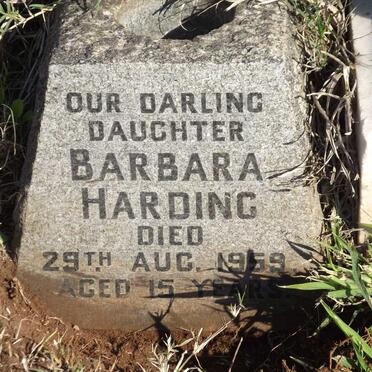 OUR DARLING
DAUGHTER
BARBARA
HARDING
DIED
29TH AUG. 1959.
AGED 15 YEARS.